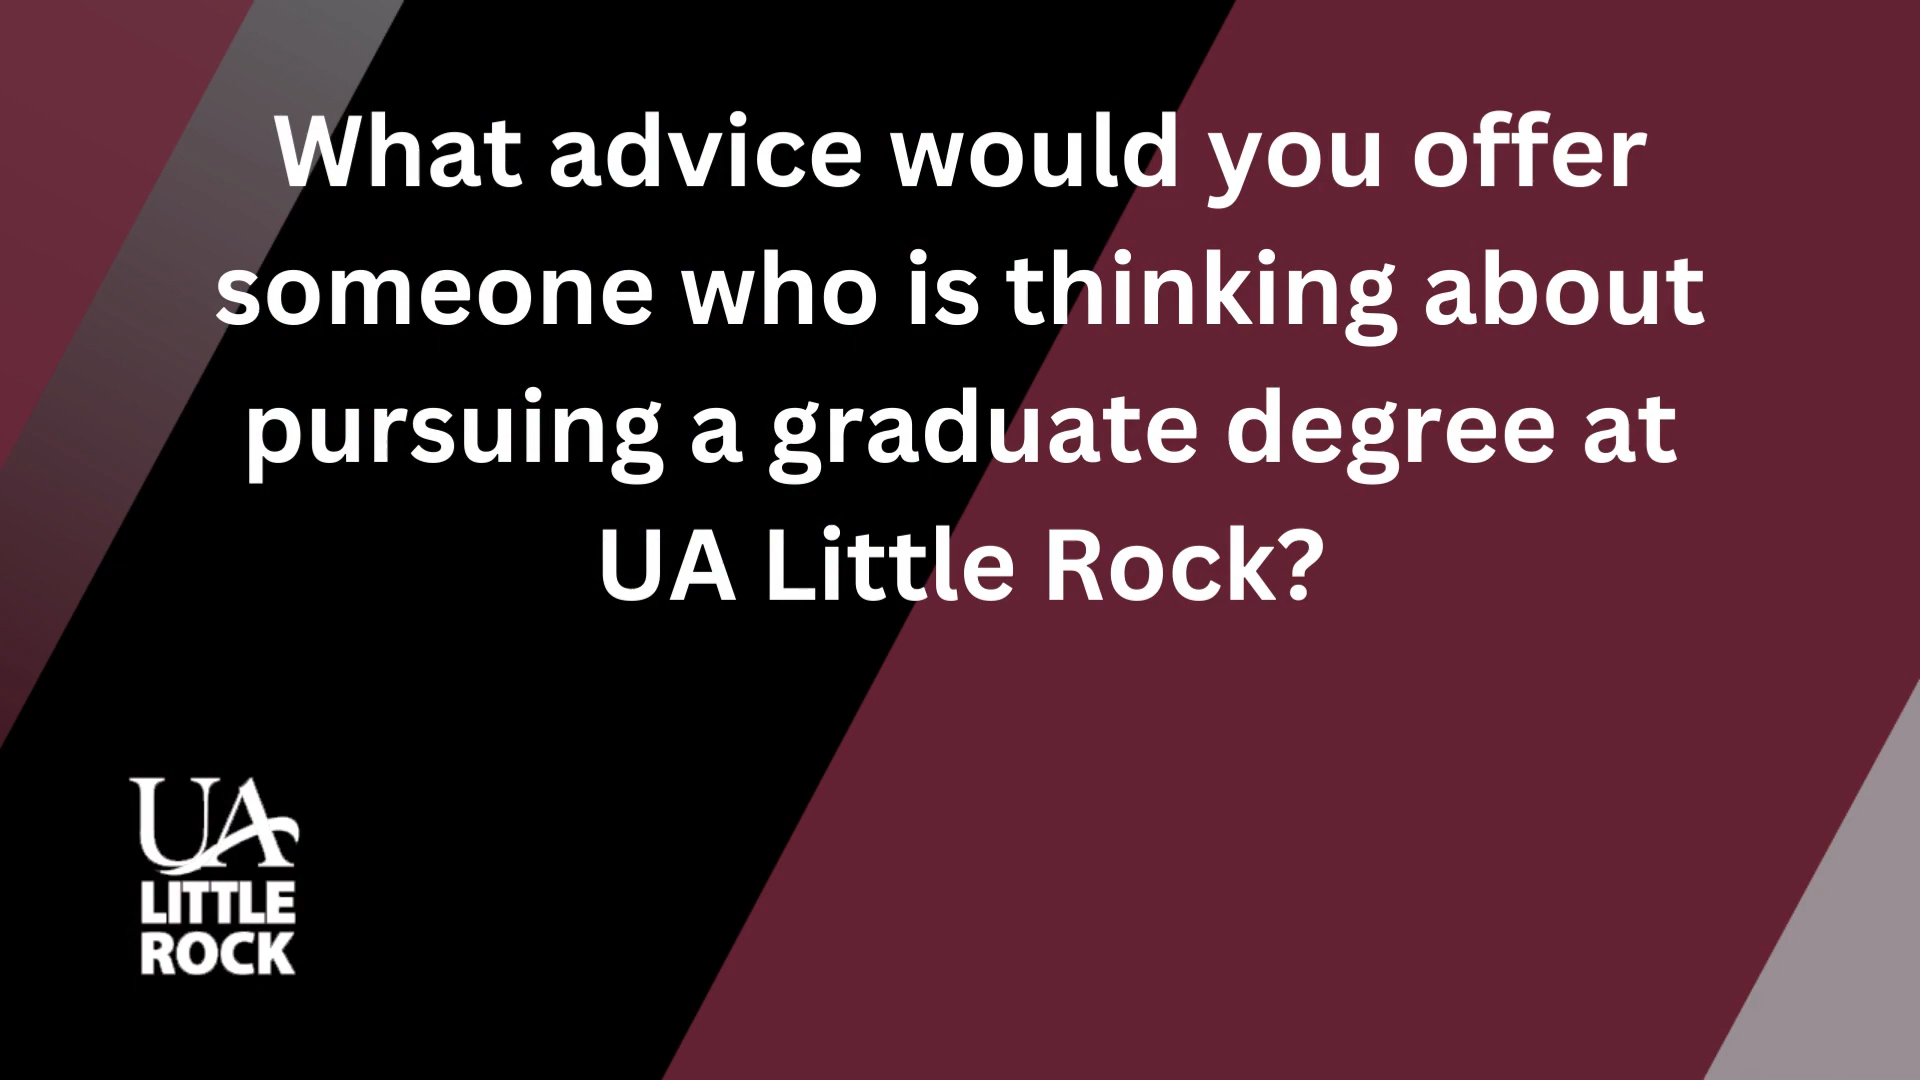 What advice would you offer
someone who is thinking about
pursuing a graduate degree at
UA Little Rock?
UA
LITTLE
ROCK